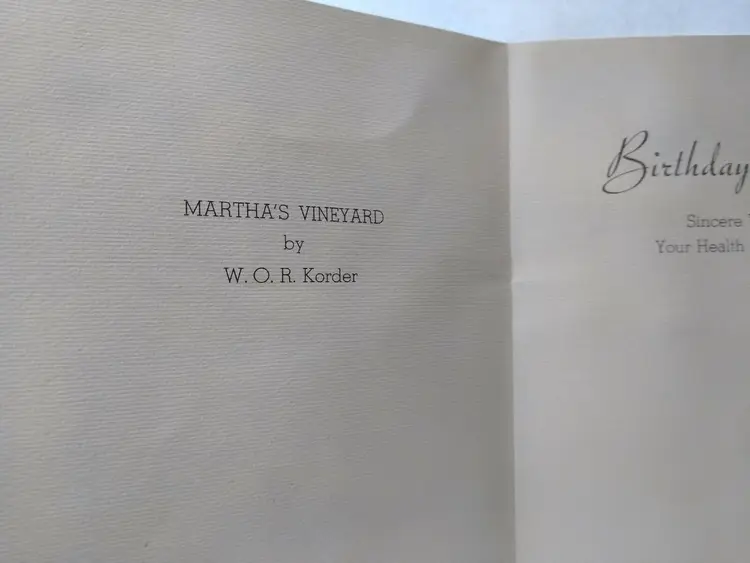 MARTHA'S VINEYARD
by
W. O. R. Korder
Birthday
Sincere
Your Health